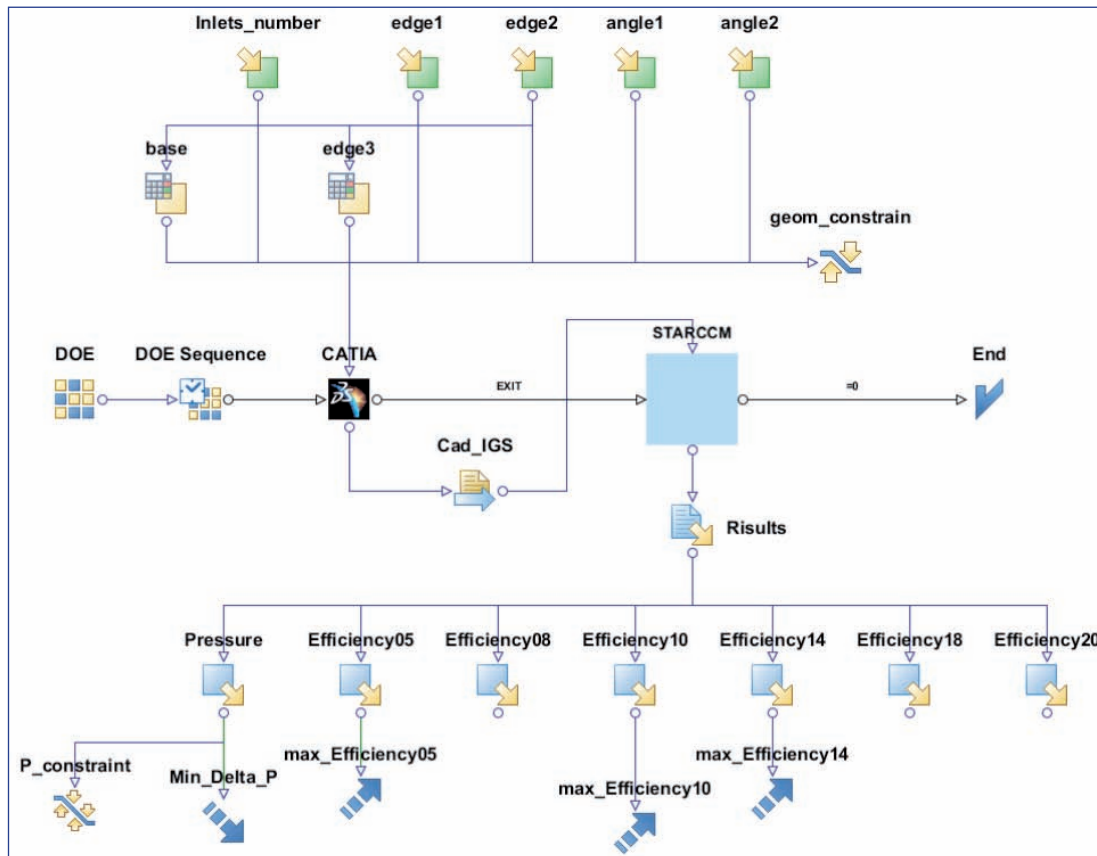 Inlets_number edge1 edge2 angle1 angle2
base edge3
geom_constrain
STARCCM
DOE DOE Sequence CATIA End
EXIT =0
Cad_IGS
Risults
Pressure Efficiency05 Efficiency08 Efficiency10 Efficiency14 Efficiency18 Efficiency20
max_Efficiency05 max_Efficiency14
P_constraint Min_Delta_P max_Efficiency10